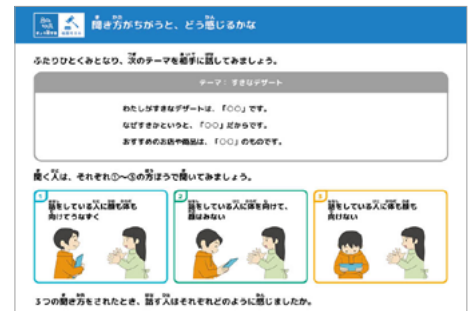 聞き方がちがうと、どう感じるかな
ふたりひとくみとなり、次のテーマを相手に話してみましょう。
テーマ：すきなデザート
わたしがすきなデザートは、「〇〇」です。
なぜすきかというと、「〇〇」だからです。
おすすめのお店や商品は、「〇〇」のものです。
聞く人は、それぞれ①〜③の方ほうで聞いてみましょう。
1
話をしている人に顔も体も
向けてうなずく
2
話をしている人に体を向けて、
顔はみない
3
話をしている人に体も顔も
向けない
3つの聞き方をされたとき、話す人はそれぞれどのように感じましたか。